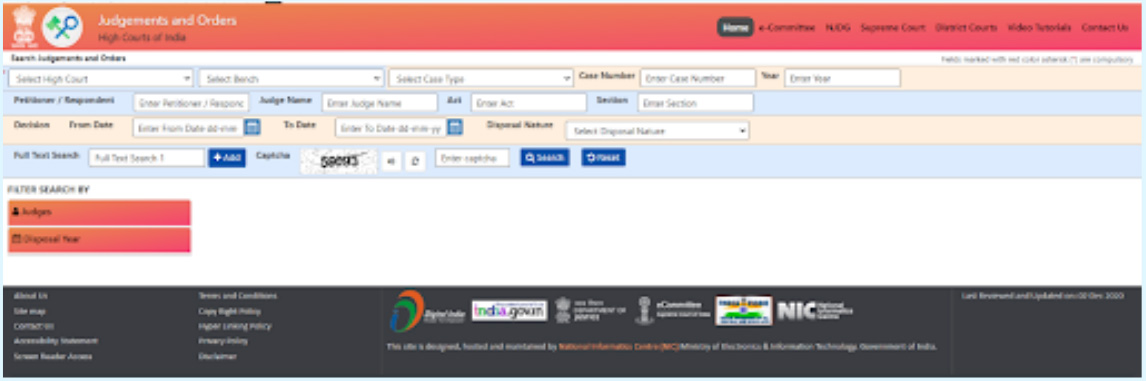 Judgements and Orders
High Courts of India
Home e-Committee NJDG Supreme Court District Courts Video Tutorials Contact Us
Search Judgements and Orders
Fields marked with red color asterisk (*) are compulsory
Select High Court Select Bench Select Case Type Case Number Enter Case Number Year Enter Year
Petitioner / Respondent Enter Petitioner / Responc Judge Name Enter Judge Name Act Enter Act Section Enter Section
Decision From Date Enter From Date dd-mm To Date Enter To Date dd-mm-yy Disposal Nature Select Disposal Nature
Full Text Search Full Text Search 1 +Add Captcha Enter captcha Search Reset
FILTER SEARCH BY
Judges
Disposal Year
About Us Terms and Conditions
Site map Copy Right Policy
Contact Us Hyper Linking Policy
Accessibility Statement Privacy Policy
Screen Reader Access Disclaimer
Digital India india.gov.in DEPARTMENT OF JUSTICE eCommittee NIC National Informatics Centre
Last Reviewed and Updated on: 02 Dec 2020
This site is designed, hosted and maintained by National Informatics Centre (NIC) Ministry of Electronics & Information Technology, Government of India.